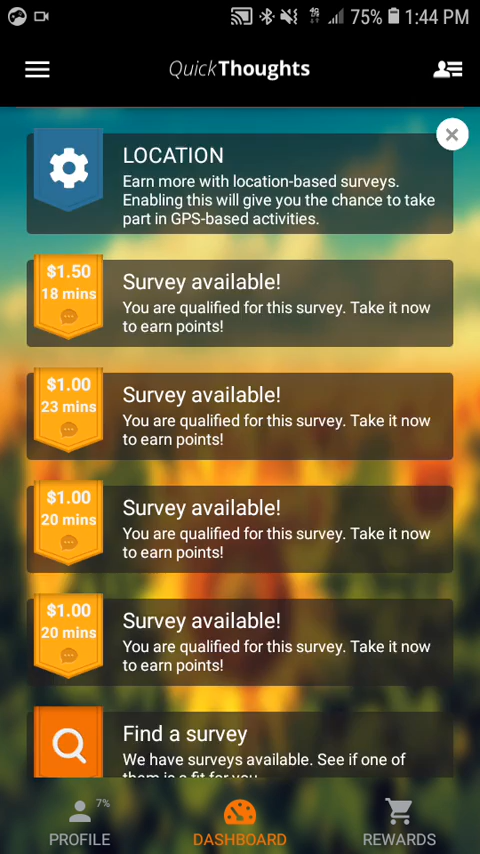 75% 1:44 PM
QuickThoughts
LOCATION
Earn more with location-based surveys.
Enabling this will give you the chance to take
part in GPS-based activities.
$1.50
18 mins
Survey available!
You are qualified for this survey. Take it now
to earn points!
$1.00
23 mins
Survey available!
You are qualified for this survey. Take it now
to earn points!
$1.00
20 mins
Survey available!
You are qualified for this survey. Take it now
to earn points!
$1.00
20 mins
Survey available!
You are qualified for this survey. Take it now
to earn points!
Find a survey
We have surveys available. See if one of
them is a fit for you
7%
PROFILE DASHBOARD REWARDS